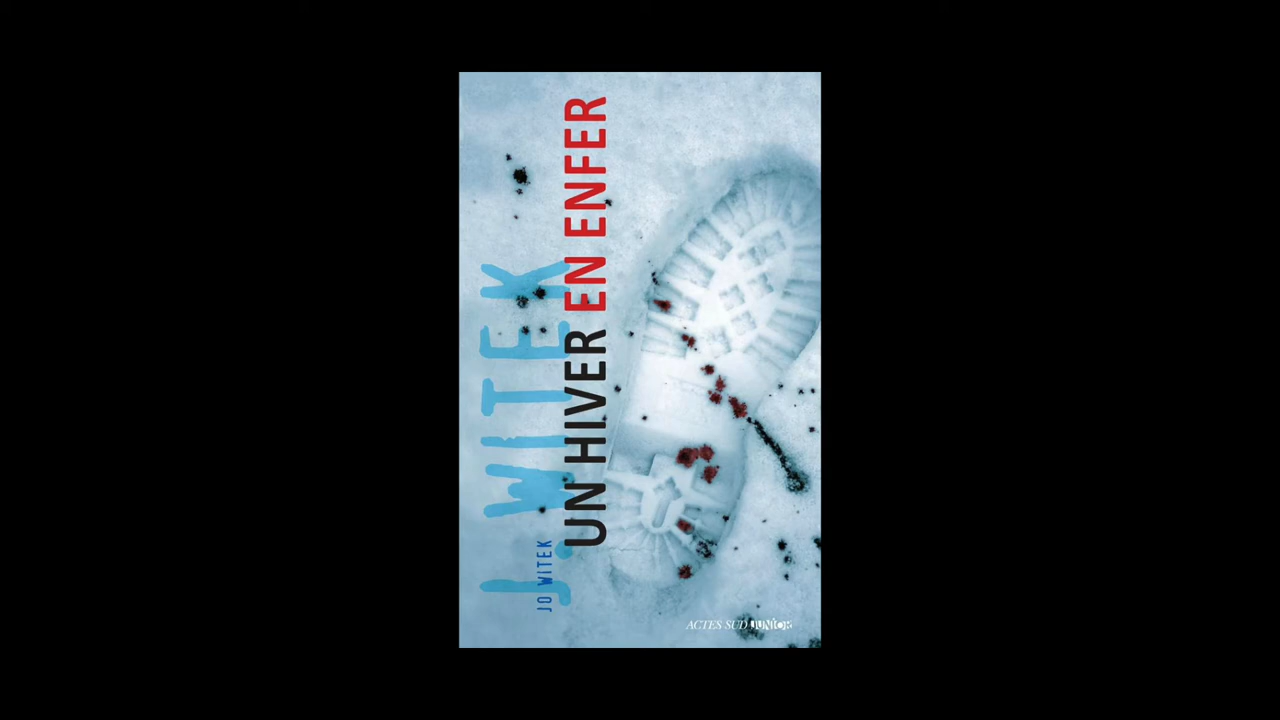 J. WITEK
JO WITEK
UN HIVER EN ENFER
ACTES SUD JUNIOR